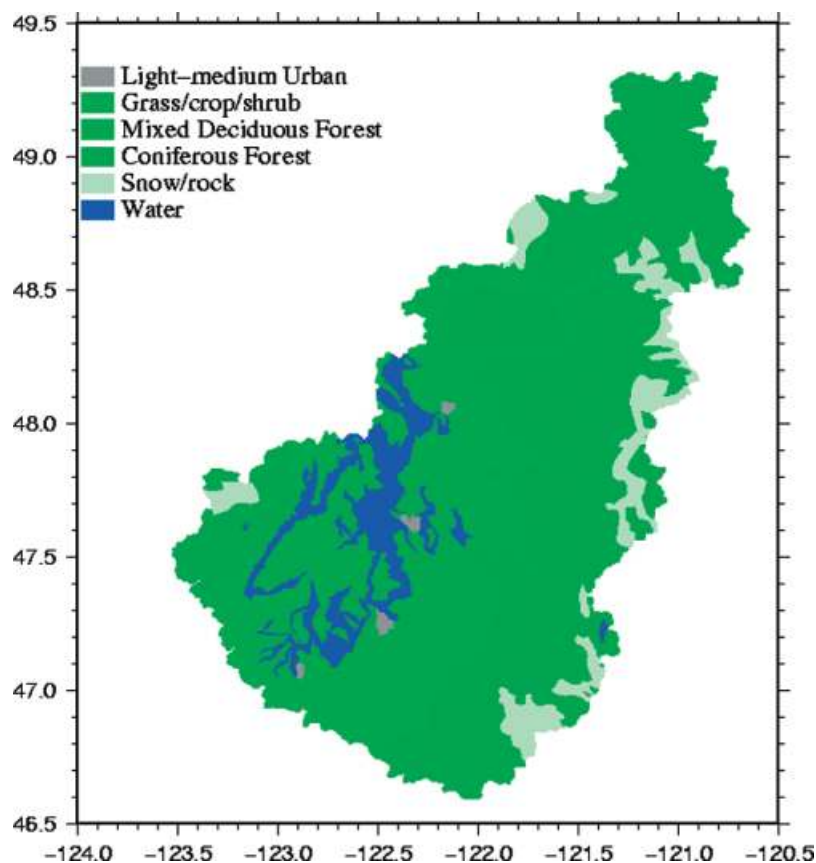 49.5
Light–medium Urban
Grass/crop/shrub
Mixed Deciduous Forest
49.0
Coniferous Forest
Snow/rock
Water
48.5
48.0
47.5
47.0
46.5
−124.0 −123.5 −123.0 −122.5 −122.0 −121.5 −121.0 −120.5